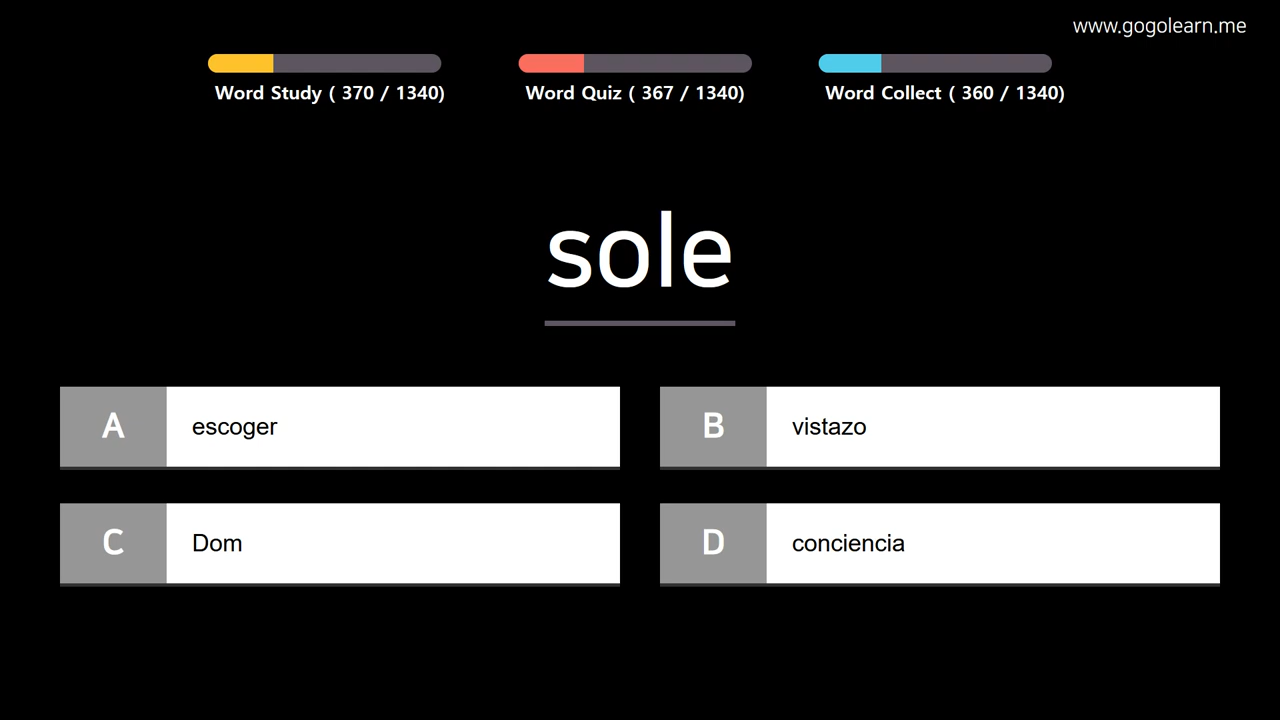 www.gogolearn.me
Word Study ( 370 / 1340)
Word Quiz ( 367 / 1340)
Word Collect ( 360 / 1340)
sole
A
escoger
B
vistazo
C
Dom
D
conciencia